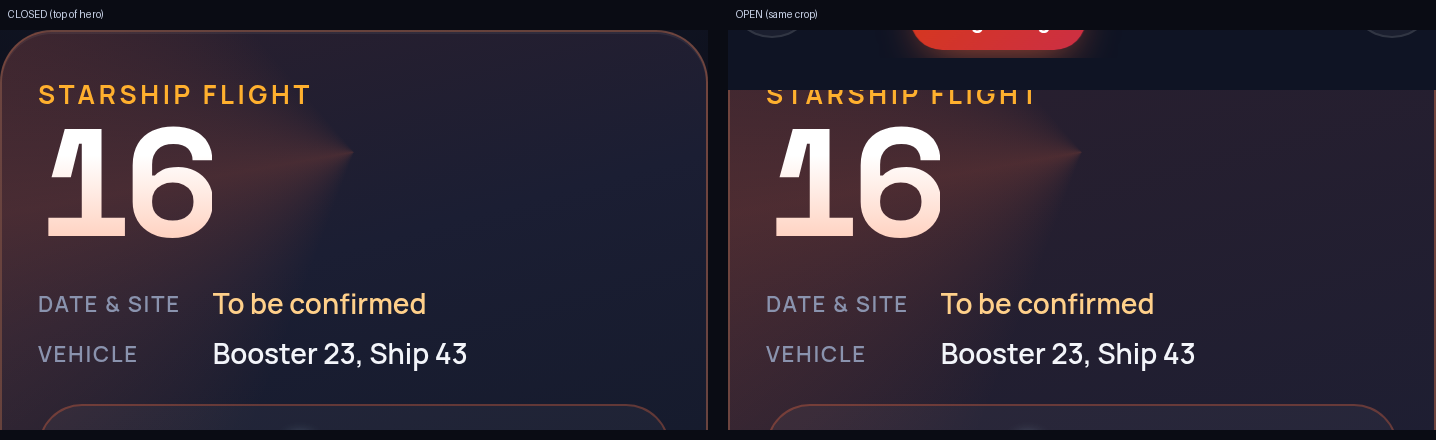 CLOSED (top of hero)
STARSHIP FLIGHT
16
DATE & SITE To be confirmed
VEHICLE Booster 23, Ship 43
OPEN (same crop)
STARSHIP FLIGHT
16
DATE & SITE To be confirmed
VEHICLE Booster 23, Ship 43